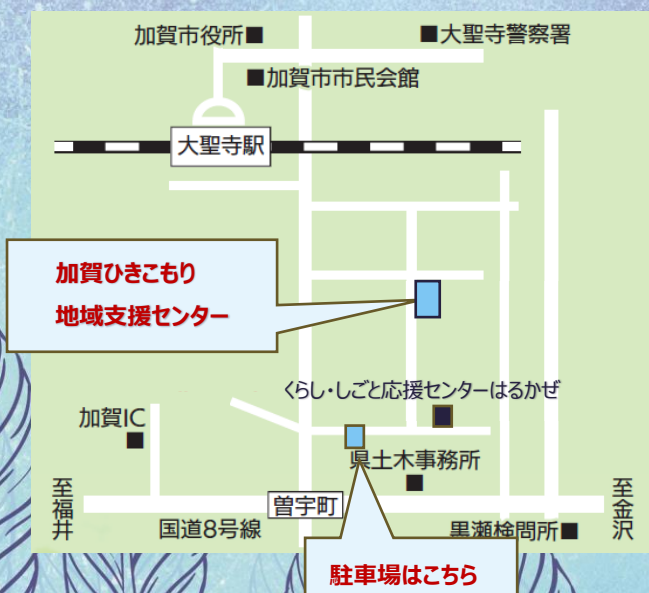 加賀市役所■
■大聖寺警察署
■加賀市市民会館
大聖寺駅
加賀ひきこもり
地域支援センター
くらし・しごと応援センターはるかぜ
加賀IC
県土木事務所
至福井
曽宇町
至金沢
国道8号線
黒瀬検問所■
駐車場はこちら